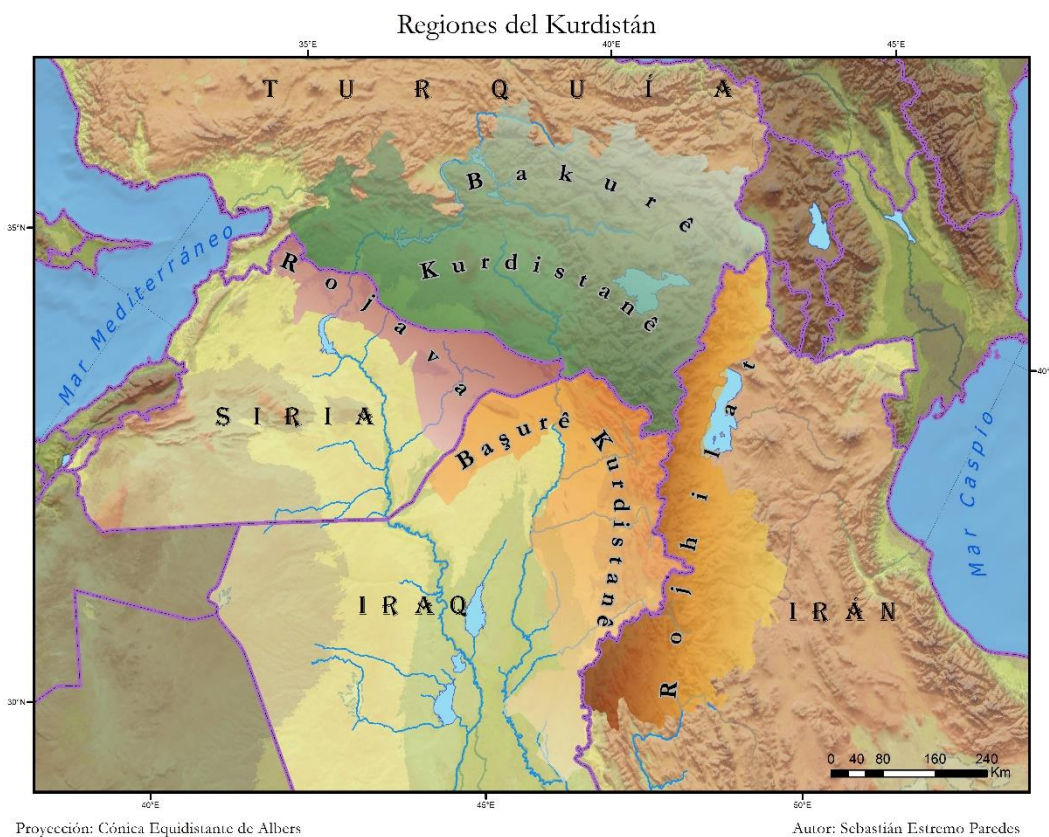 Regiones del Kurdistán
35°E 40°E 45°E
TURQUÍA
Bakurê
Kurdistanê
35°N
Mar Mediterráneo
Rojava
SIRIA
Başurê Kurdistanê
Rojhilat
40°
Mar Caspio
IRAQ
IRÁN
30°N
0 40 80 160 240
Km
40°E 45°E 50°E
Proyección: Cónica Equidistante de Albers
Autor: Sebastián Estremo Paredes